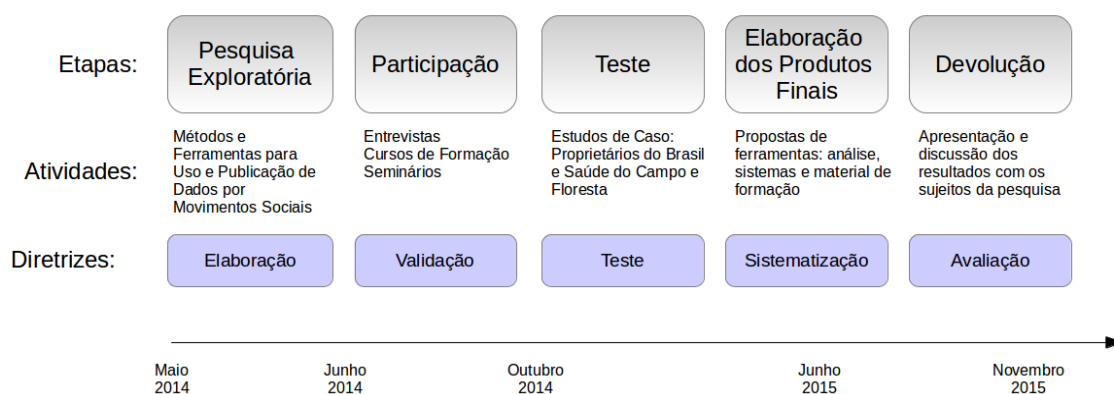 Etapas:
Pesquisa
Exploratória
Participação
Teste
Elaboração
dos Produtos
Finais
Devolução
Atividades:
Métodos e
Ferramentas para
Uso e Publicação de
Dados por
Movimentos Sociais
Entrevistas
Cursos de Formação
Seminários
Estudos de Caso:
Proprietários do Brasil
e Saúde do Campo e
Floresta
Propostas de
ferramentas: análise,
sistemas e material de
formação
Apresentação e
discussão dos
resultados com os
sujeitos da pesquisa
Diretrizes:
Elaboração
Validação
Teste
Sistematização
Avaliação
Maio
2014
Junho
2014
Outubro
2014
Junho
2015
Novembro
2015